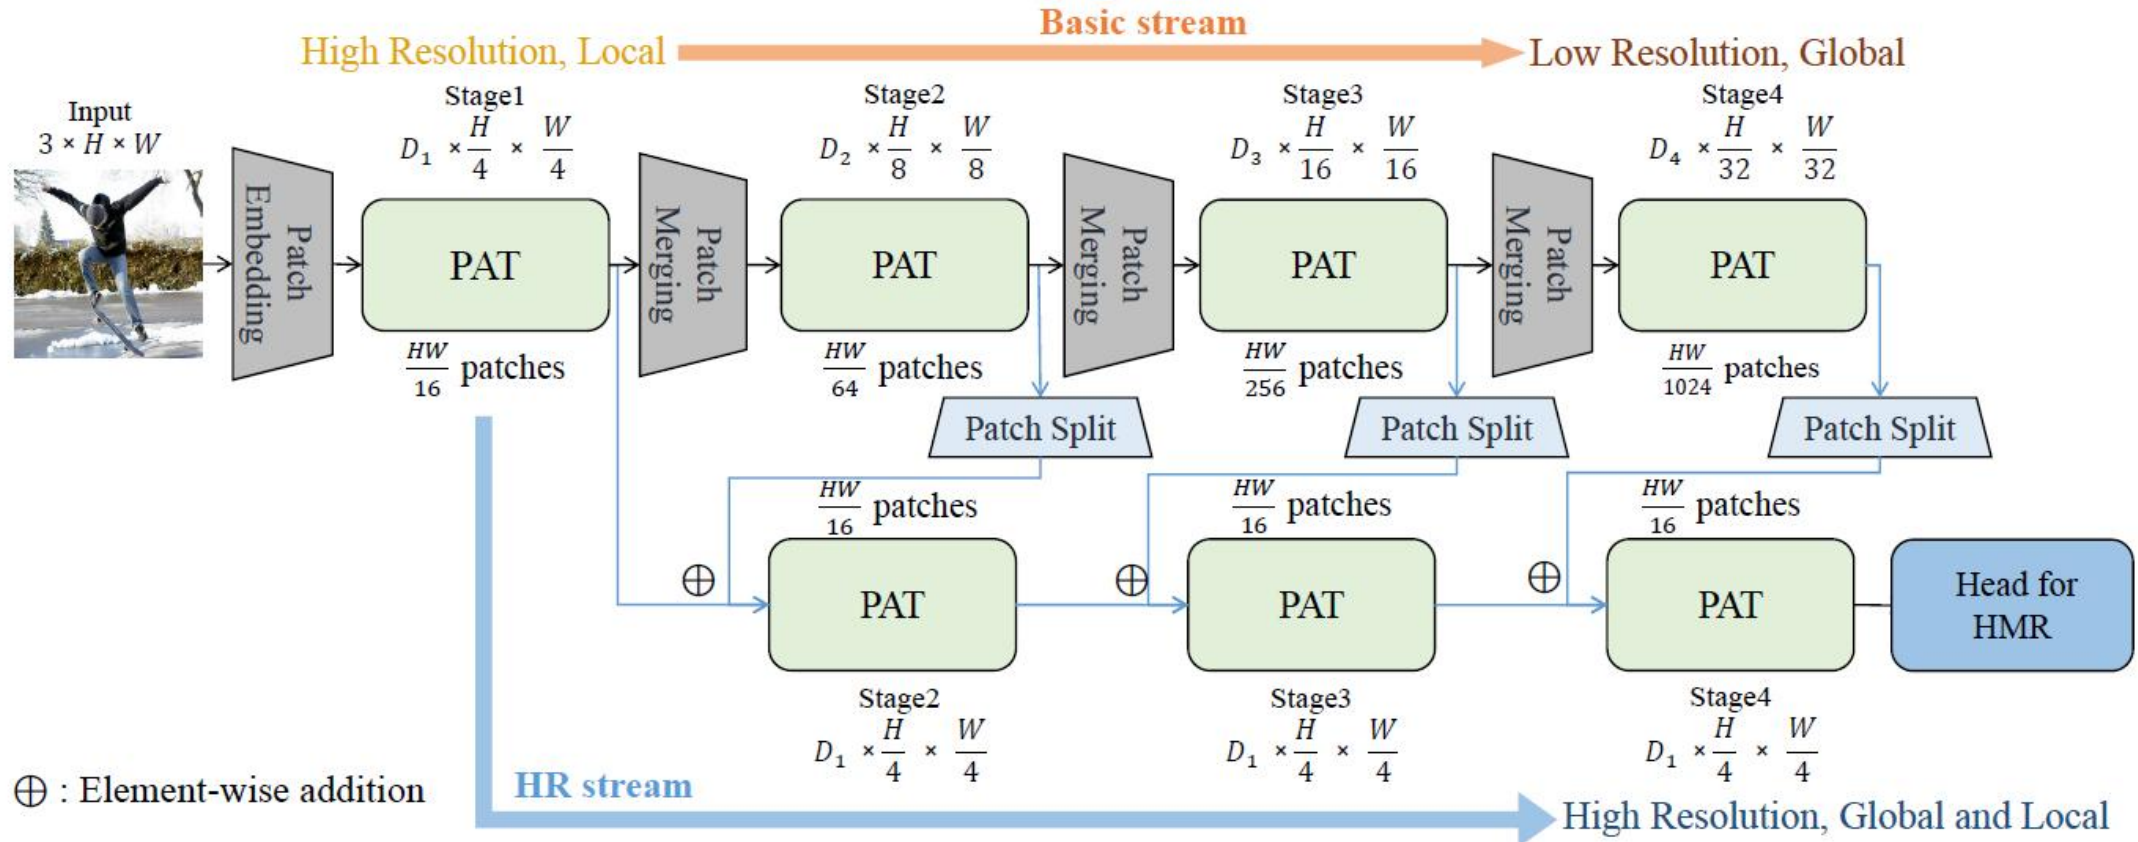 Basic stream
High Resolution, Local
Low Resolution, Global
Input
3 × H × W
Stage1
D₁ × H/4 × W/4
Stage2
D₂ × H/8 × W/8
Stage3
D₃ × H/16 × W/16
Stage4
D₄ × H/32 × W/32
Patch
Embedding
PAT
Patch
Merging
PAT
Patch
Merging
PAT
Patch
Merging
PAT
HW/16 patches
HW/64 patches
HW/256 patches
HW/1024 patches
Patch Split
Patch Split
Patch Split
HW/16 patches
HW/16 patches
HW/16 patches
⊕
PAT
⊕
PAT
⊕
PAT
Head for
HMR
Stage2
D₁ × H/4 × W/4
Stage3
D₁ × H/4 × W/4
Stage4
D₁ × H/4 × W/4
⊕ : Element-wise addition
HR stream
High Resolution, Global and Local